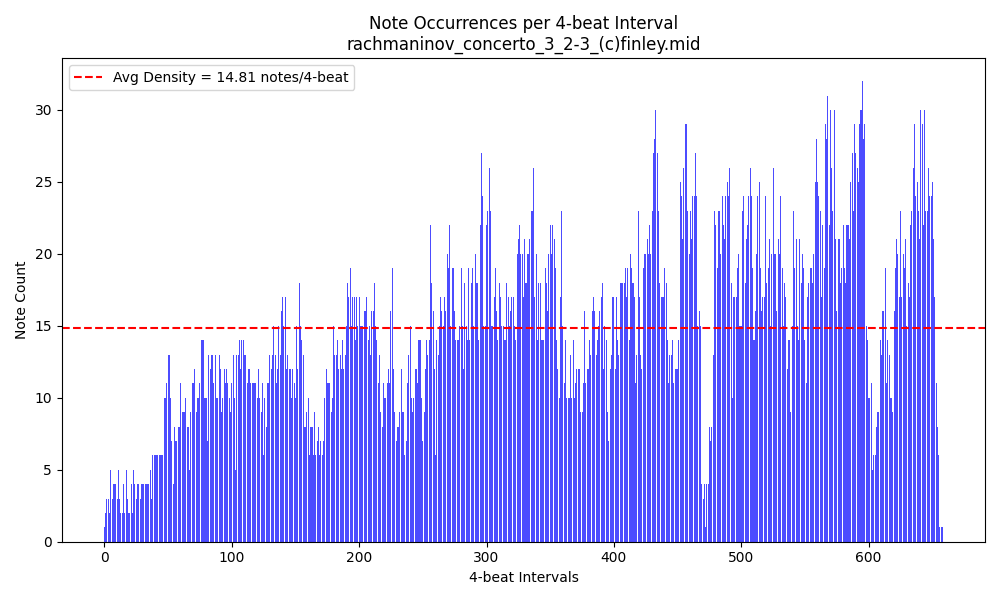 Note Occurrences per 4-beat Interval
rachmaninov_concerto_3_2-3_(c)finley.mid
Avg Density = 14.81 notes/4-beat
Note Count
30
25
20
15
10
5
0
0 100 200 300 400 500 600
4-beat Intervals